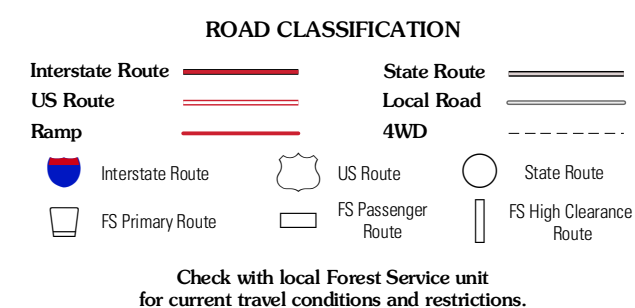 ROAD CLASSIFICATION
Interstate Route
State Route
US Route
Local Road
Ramp
4WD
Interstate Route
US Route
State Route
FS Primary Route
FS Passenger
Route
FS High Clearance
Route
Check with local Forest Service unit
for current travel conditions and restrictions.